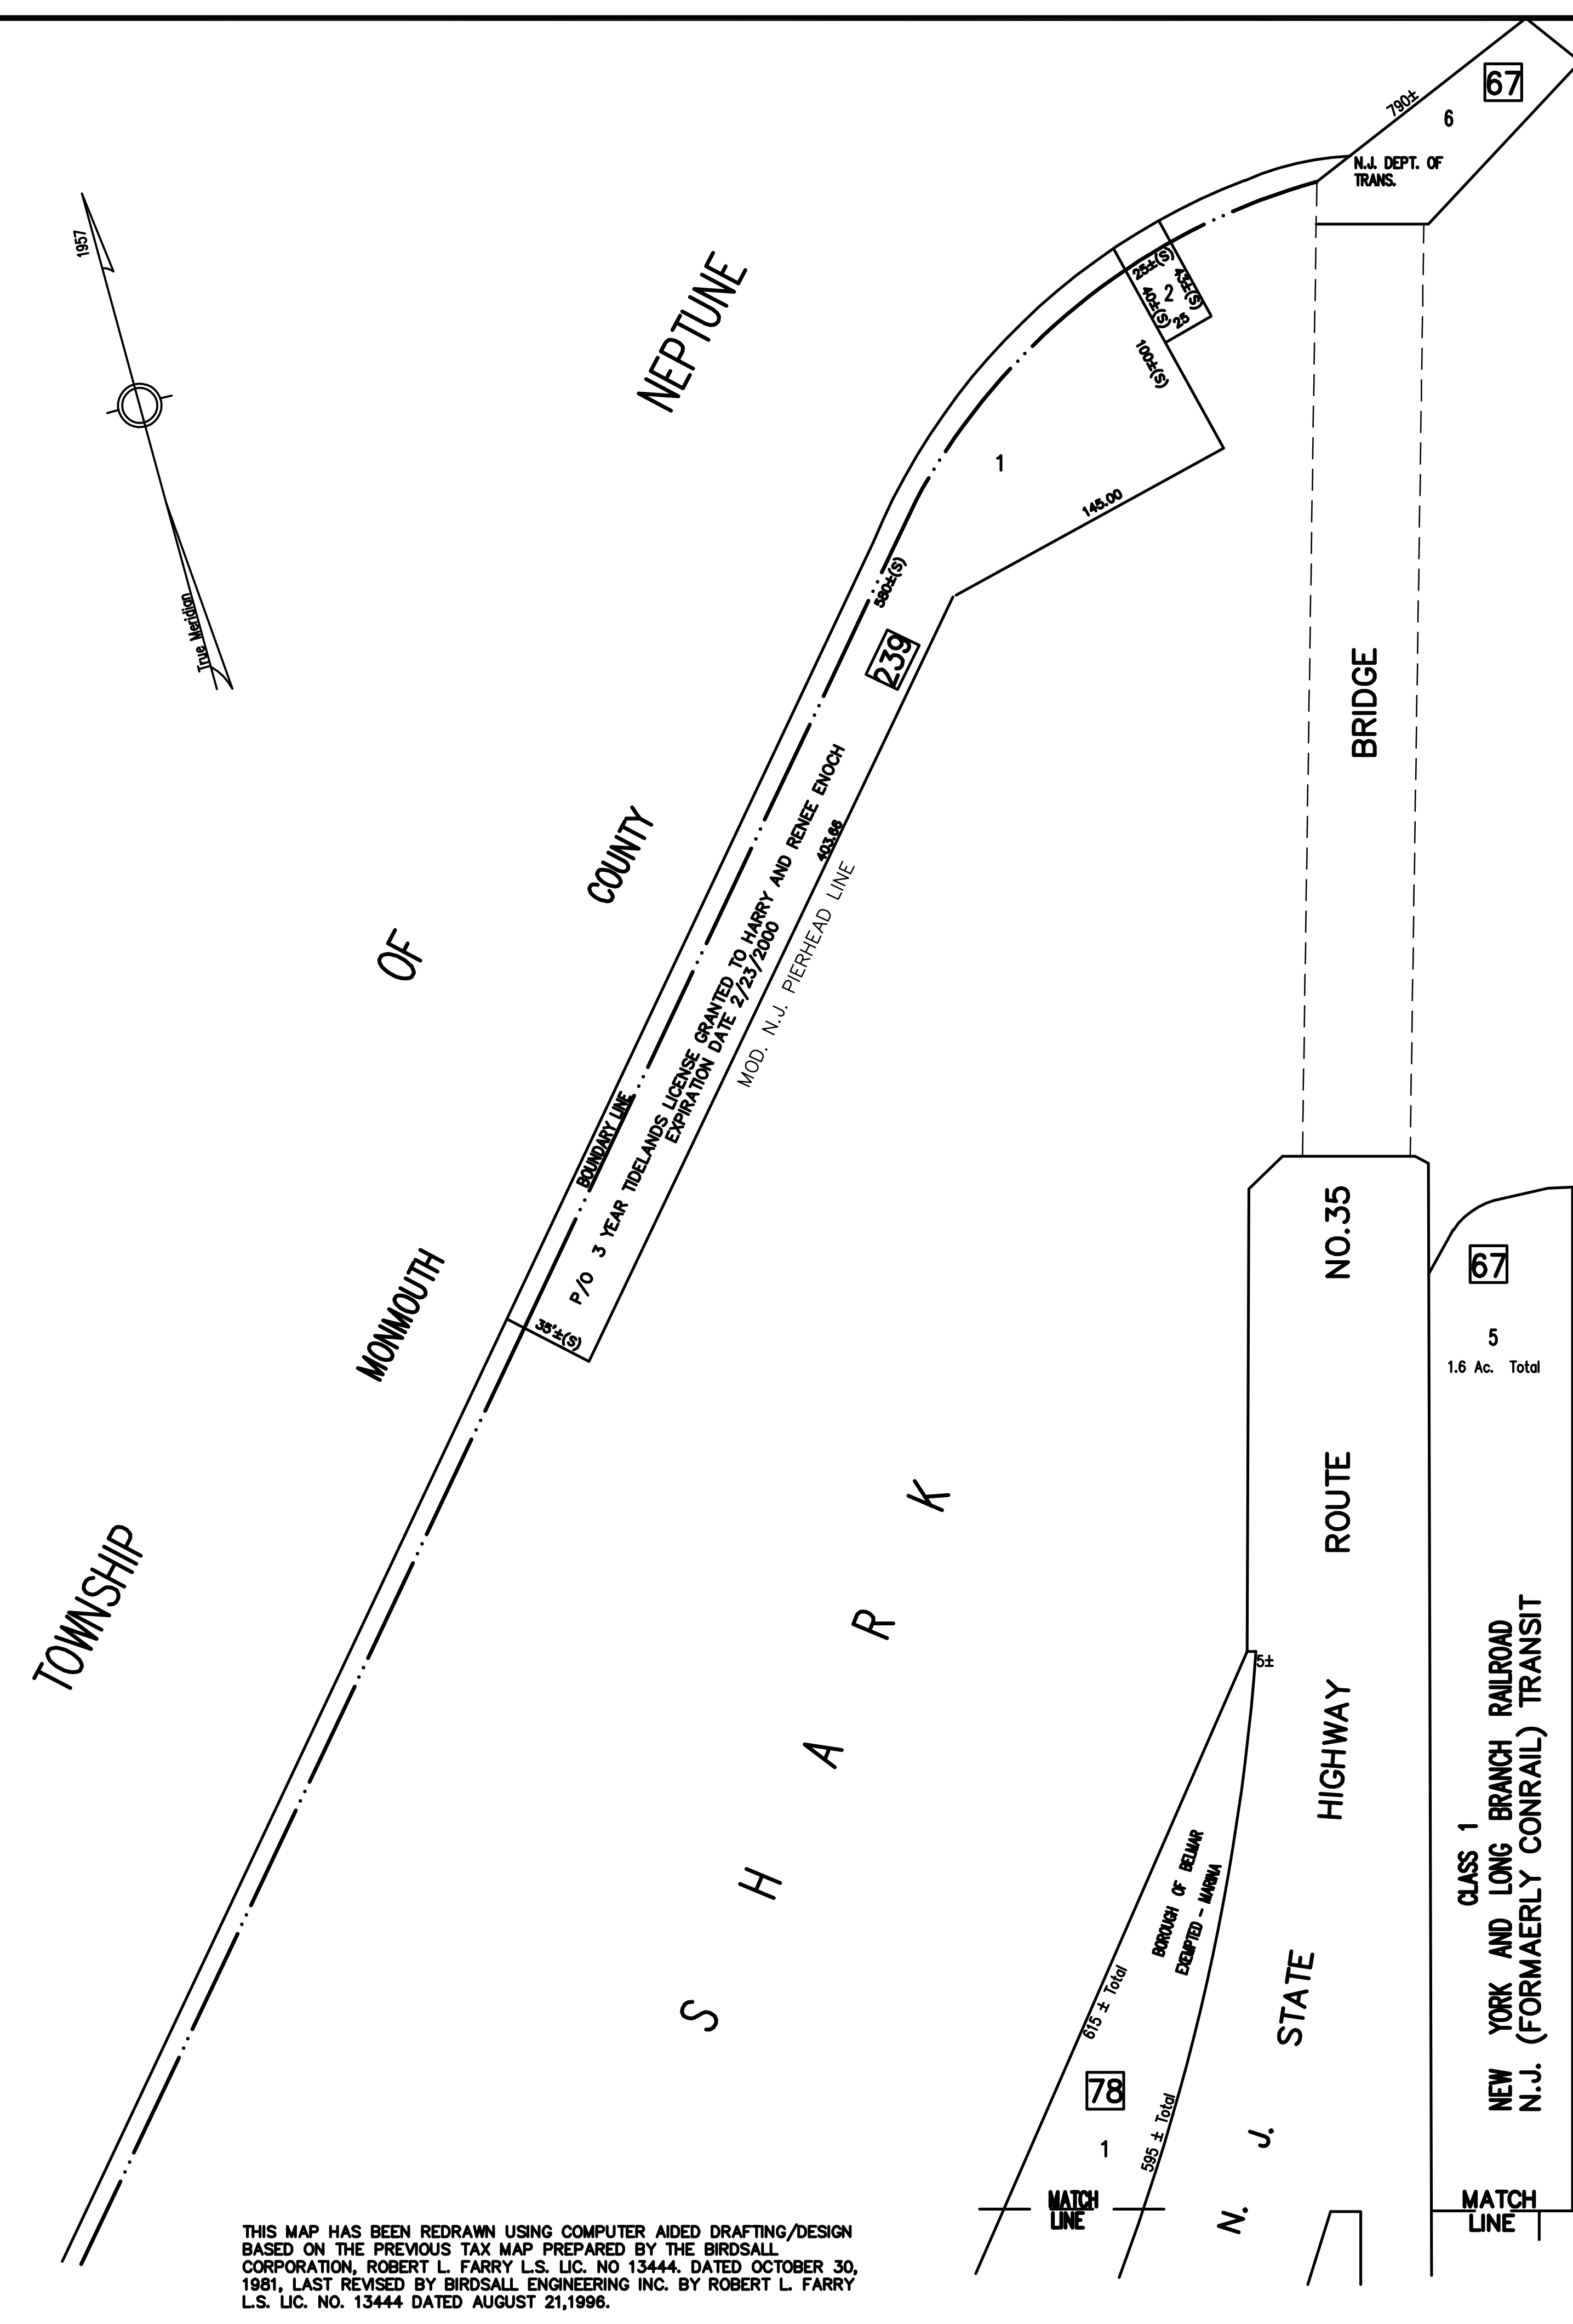 67
790±
6
N.J. DEPT. OF
TRANS.
1957
True Meridian
NEPTUNE
OF
TOWNSHIP
COUNTY
MONMOUTH
25±(S)
43±(S)
2
40±(S)
25
100±(S)
1
145.00
580±(S)
239
BRIDGE
P/O 3 YEAR TIDELANDS LICENSE GRANTED TO HARRY AND RENEE ENOCH
EXPIRATION DATE 2/23/2000
403.66
MOD. N.J. PIERHEAD LINE
BOUNDARY LINE
35'±(S)
S H A R K
N. J. STATE HIGHWAY ROUTE NO.35
67
5
1.6 Ac. Total
5±
CLASS 1
NEW YORK AND LONG BRANCH RAILROAD
N.J. (FORMAERLY CONRAIL) TRANSIT
BOROUGH OF BELMAR
EXEMPTED - MARINA
615 ± Total
78
1
595 ± Total
MATCH
LINE
MATCH
LINE
THIS MAP HAS BEEN REDRAWN USING COMPUTER AIDED DRAFTING/DESIGN
BASED ON THE PREVIOUS TAX MAP PREPARED BY THE BIRDSALL
CORPORATION, ROBERT L. FARRY L.S. LIC. NO 13444. DATED OCTOBER 30,
1981, LAST REVISED BY BIRDSALL ENGINEERING INC. BY ROBERT L. FARRY
L.S. LIC. NO. 13444 DATED AUGUST 21,1996.